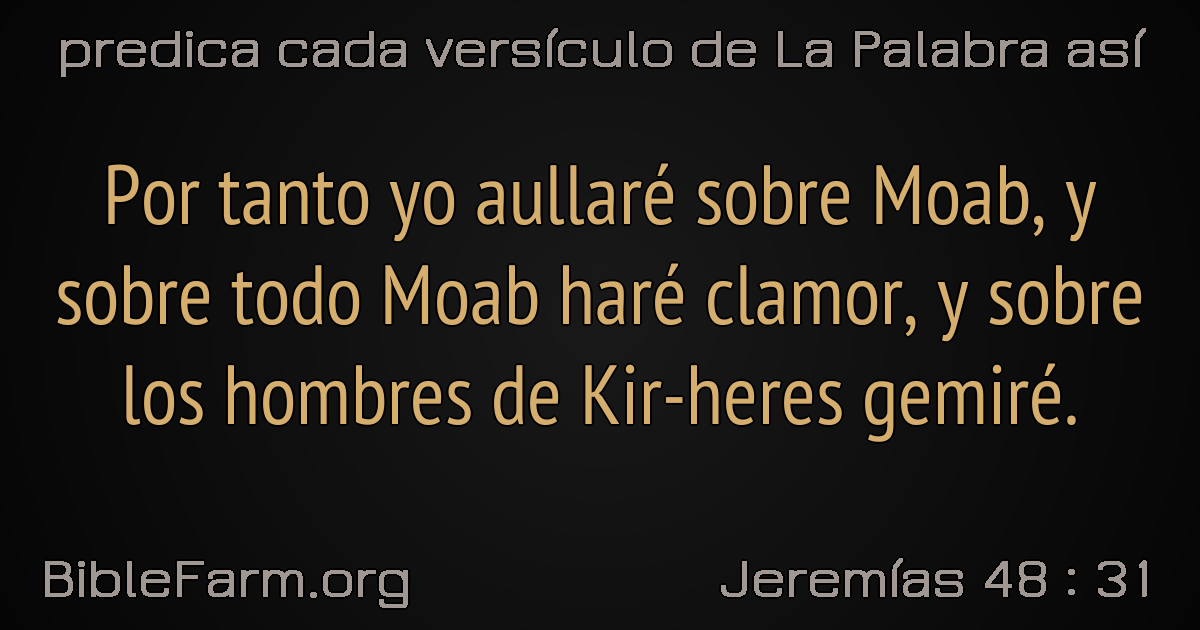 predica cada versículo de La Palabra así
Por tanto yo aullaré sobre Moab, y
sobre todo Moab haré clamor, y sobre
los hombres de Kir-heres gemiré.
BibleFarm.org
Jeremías 48 : 31